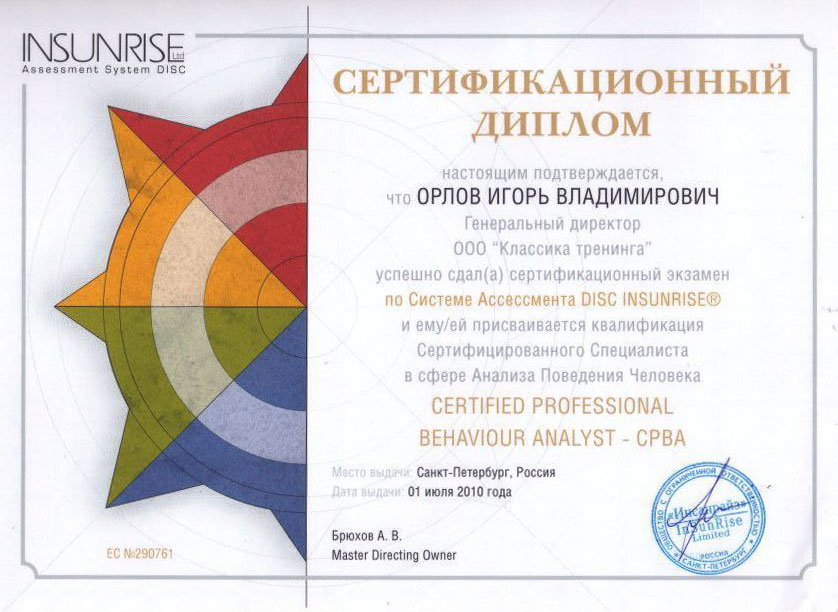 INSUNRISE Ltd
Assessment System DISC
СЕРТИФИКАЦИОННЫЙ
ДИПЛОМ
настоящим подтверждается,
что ОРЛОВ ИГОРЬ ВЛАДИМИРОВИЧ
Генеральный директор
ООО "Классика тренинга"
успешно сдал(а) сертификационный экзамен
по Системе Ассессмента DISC INSUNRISE®
и ему/ей присваивается квалификация
Сертифицированного Специалиста
в сфере Анализа Поведения Человека
CERTIFIED PROFESSIONAL
BEHAVIOUR ANALYST - CPBA
Место выдачи: Санкт-Петербург, Россия
Дата выдачи: 01 июля 2010 года
Брюхов А. В.
Master Directing Owner
ЕС №290761
ОБЩЕСТВО С ОГРАНИЧЕННОЙ ОТВЕТСТВЕННОСТЬЮ
«Инсанрайз»
InSunRise
Limited
РОССИЯ
САНКТ-ПЕТЕРБУРГ